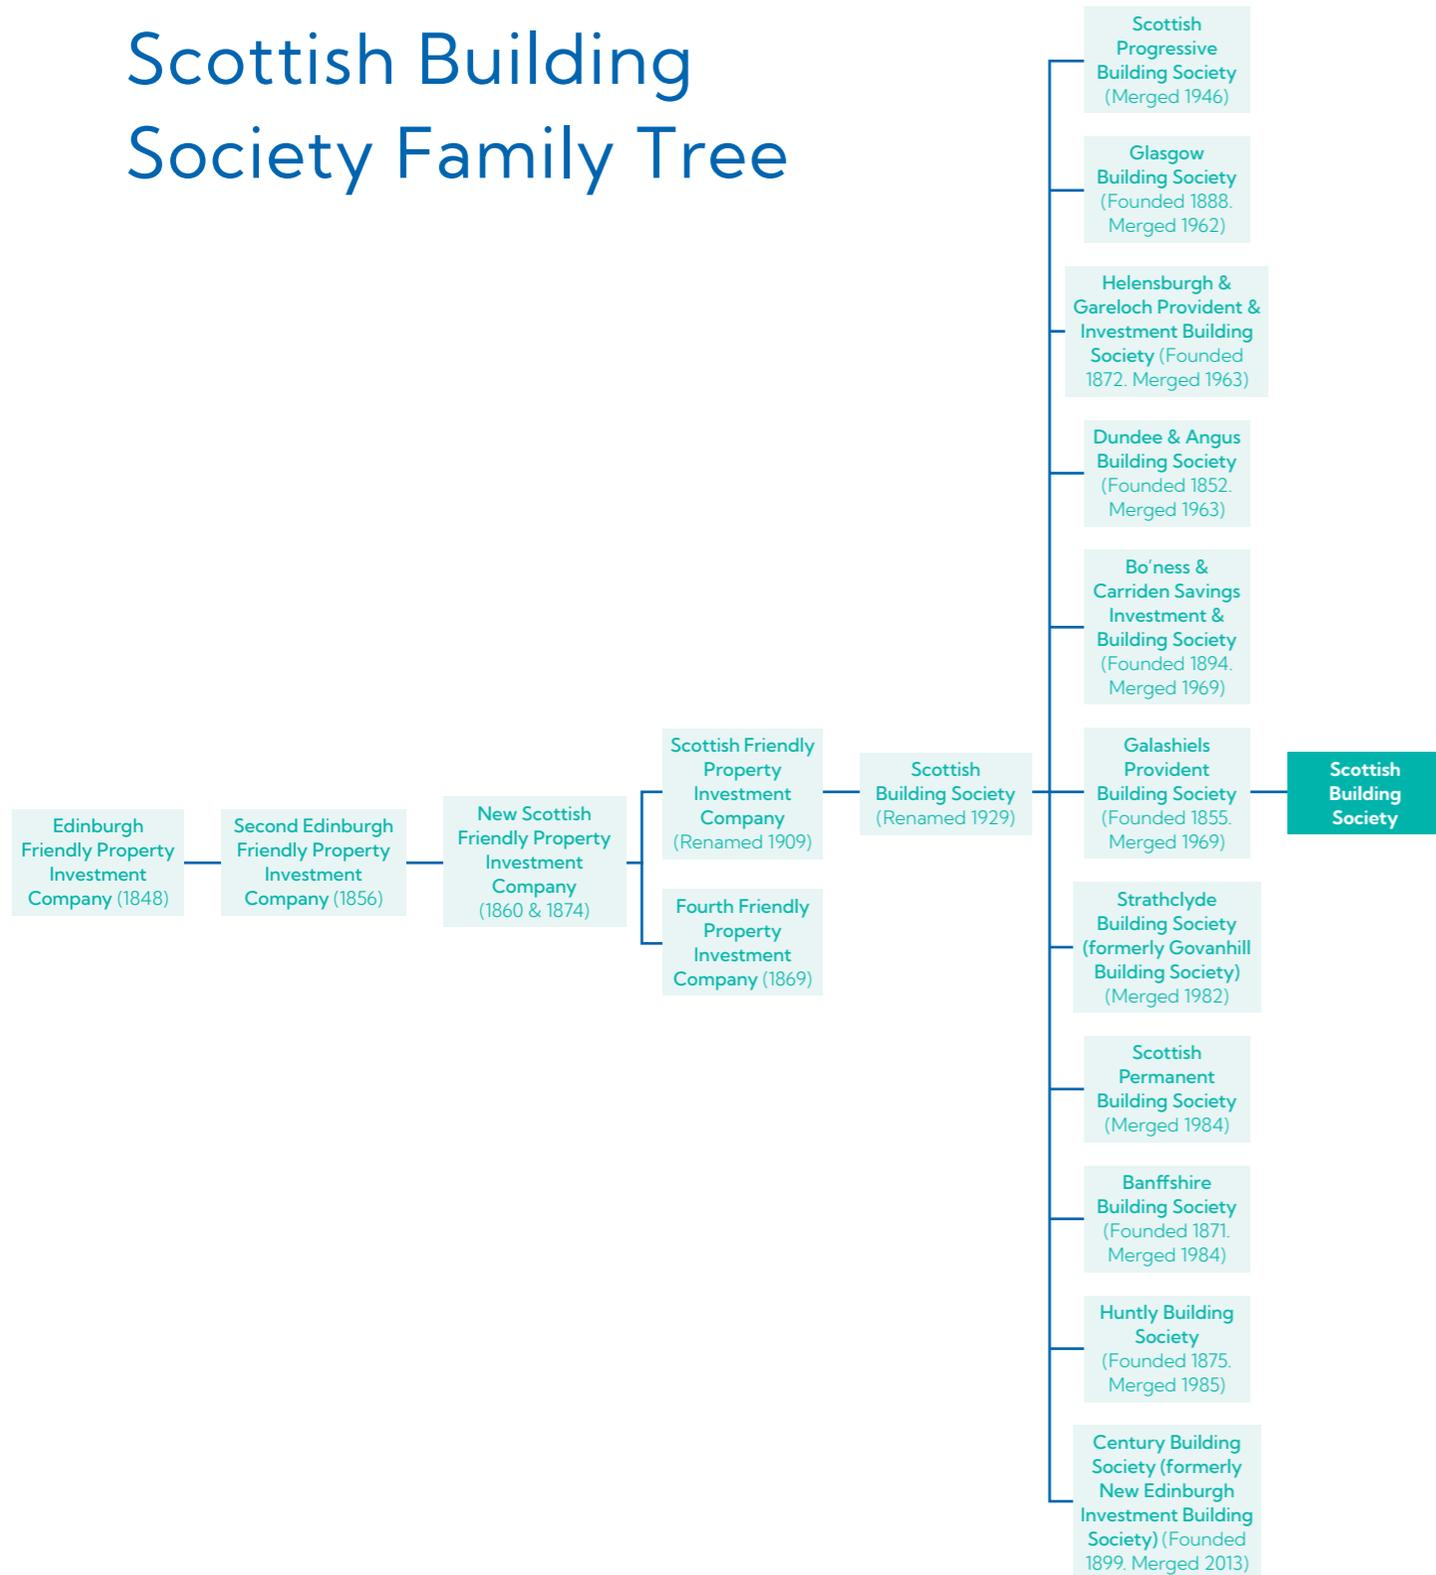 Scottish Building
Society Family Tree
Scottish
Progressive
Building Society
(Merged 1946)
Glasgow
Building Society
(Founded 1888.
Merged 1962)
Helensburgh &
Gareloch Provident &
Investment Building
Society (Founded
1872. Merged 1963)
Dundee & Angus
Building Society
(Founded 1852.
Merged 1963)
Bo’ness &
Carriden Savings
Investment &
Building Society
(Founded 1894.
Merged 1969)
Edinburgh
Friendly Property
Investment
Company (1848)
Second Edinburgh
Friendly Property
Investment
Company (1856)
New Scottish
Friendly Property
Investment
Company
(1860 & 1874)
Scottish Friendly
Property
Investment
Company
(Renamed 1909)
Fourth Friendly
Property
Investment
Company (1869)
Scottish
Building Society
(Renamed 1929)
Galashiels
Provident
Building Society
(Founded 1855.
Merged 1969)
Scottish
Building
Society
Strathclyde
Building Society
(formerly Govanhill
Building Society)
(Merged 1982)
Scottish
Permanent
Building Society
(Merged 1984)
Banffshire
Building Society
(Founded 1871.
Merged 1984)
Huntly Building
Society
(Founded 1875.
Merged 1985)
Century Building
Society (formerly
New Edinburgh
Investment Building
Society) (Founded
1899. Merged 2013)